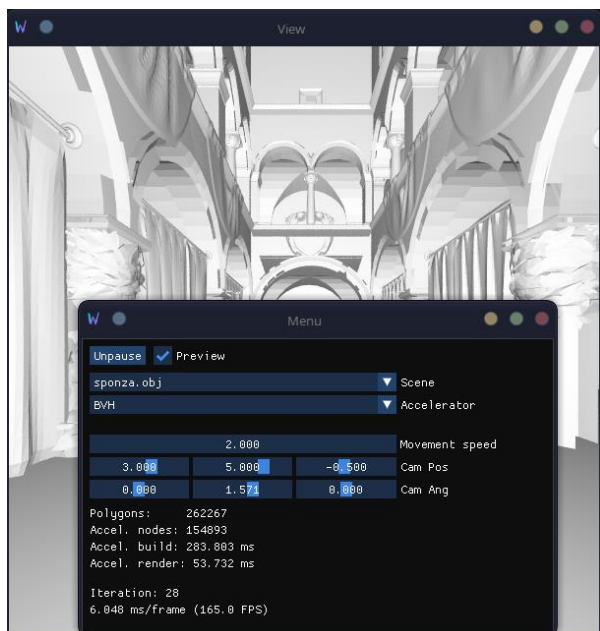 View
Menu
Unpause Preview
sponza.obj Scene
BVH Accelerator
2.000 Movement speed
3.000 5.000 -0.500 Cam Pos
0.000 1.571 0.000 Cam Ang
Polygons: 262267
Accel. nodes: 154893
Accel. build: 283.803 ms
Accel. render: 53.732 ms
Iteration: 28
6.048 ms/frame (165.0 FPS)